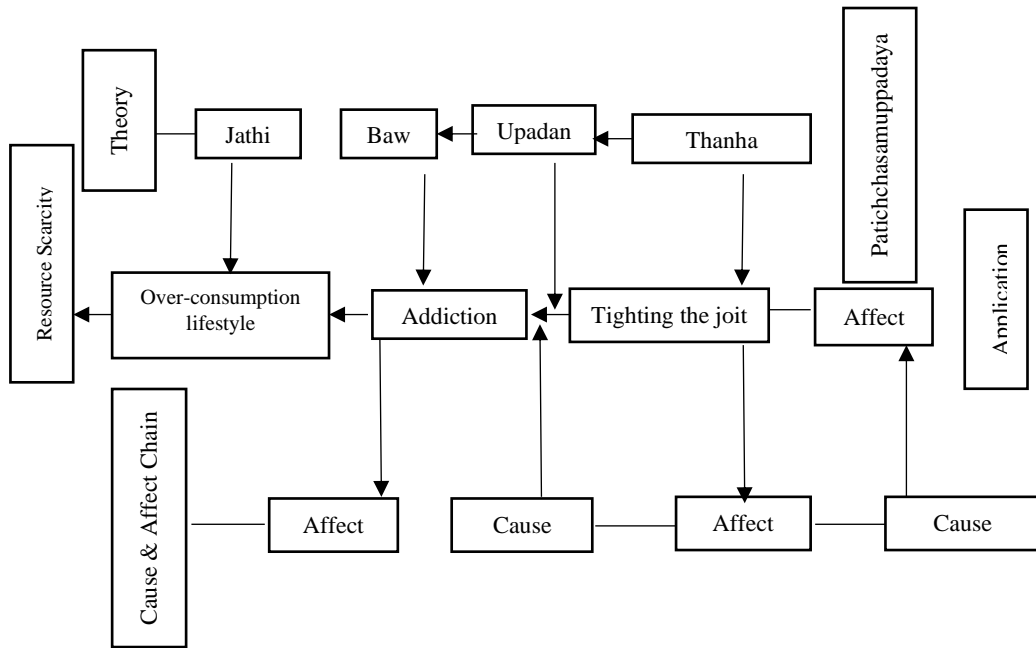 Theory
Jathi
Baw
Upadan
Thanha
Patichchasamuppadaya
Resource Scarcity
Over-consumption
lifestyle
Addiction
Tighting the joit
Affect
Application
Cause & Affect Chain
Affect
Cause
Affect
Cause